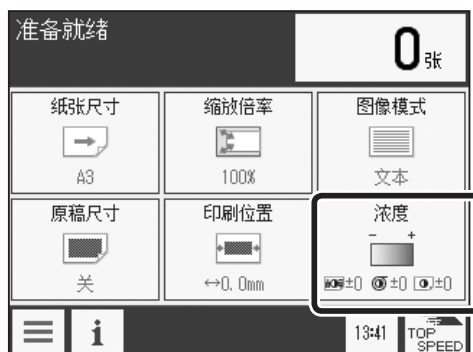 准备就绪
0张
纸张尺寸 缩放倍率 图像模式
A3 100% 文本
原稿尺寸 印刷位置 浓度
- +
关 ↔0.0mm ±0 ±0 ±0
i 13:41 TOP SPEED